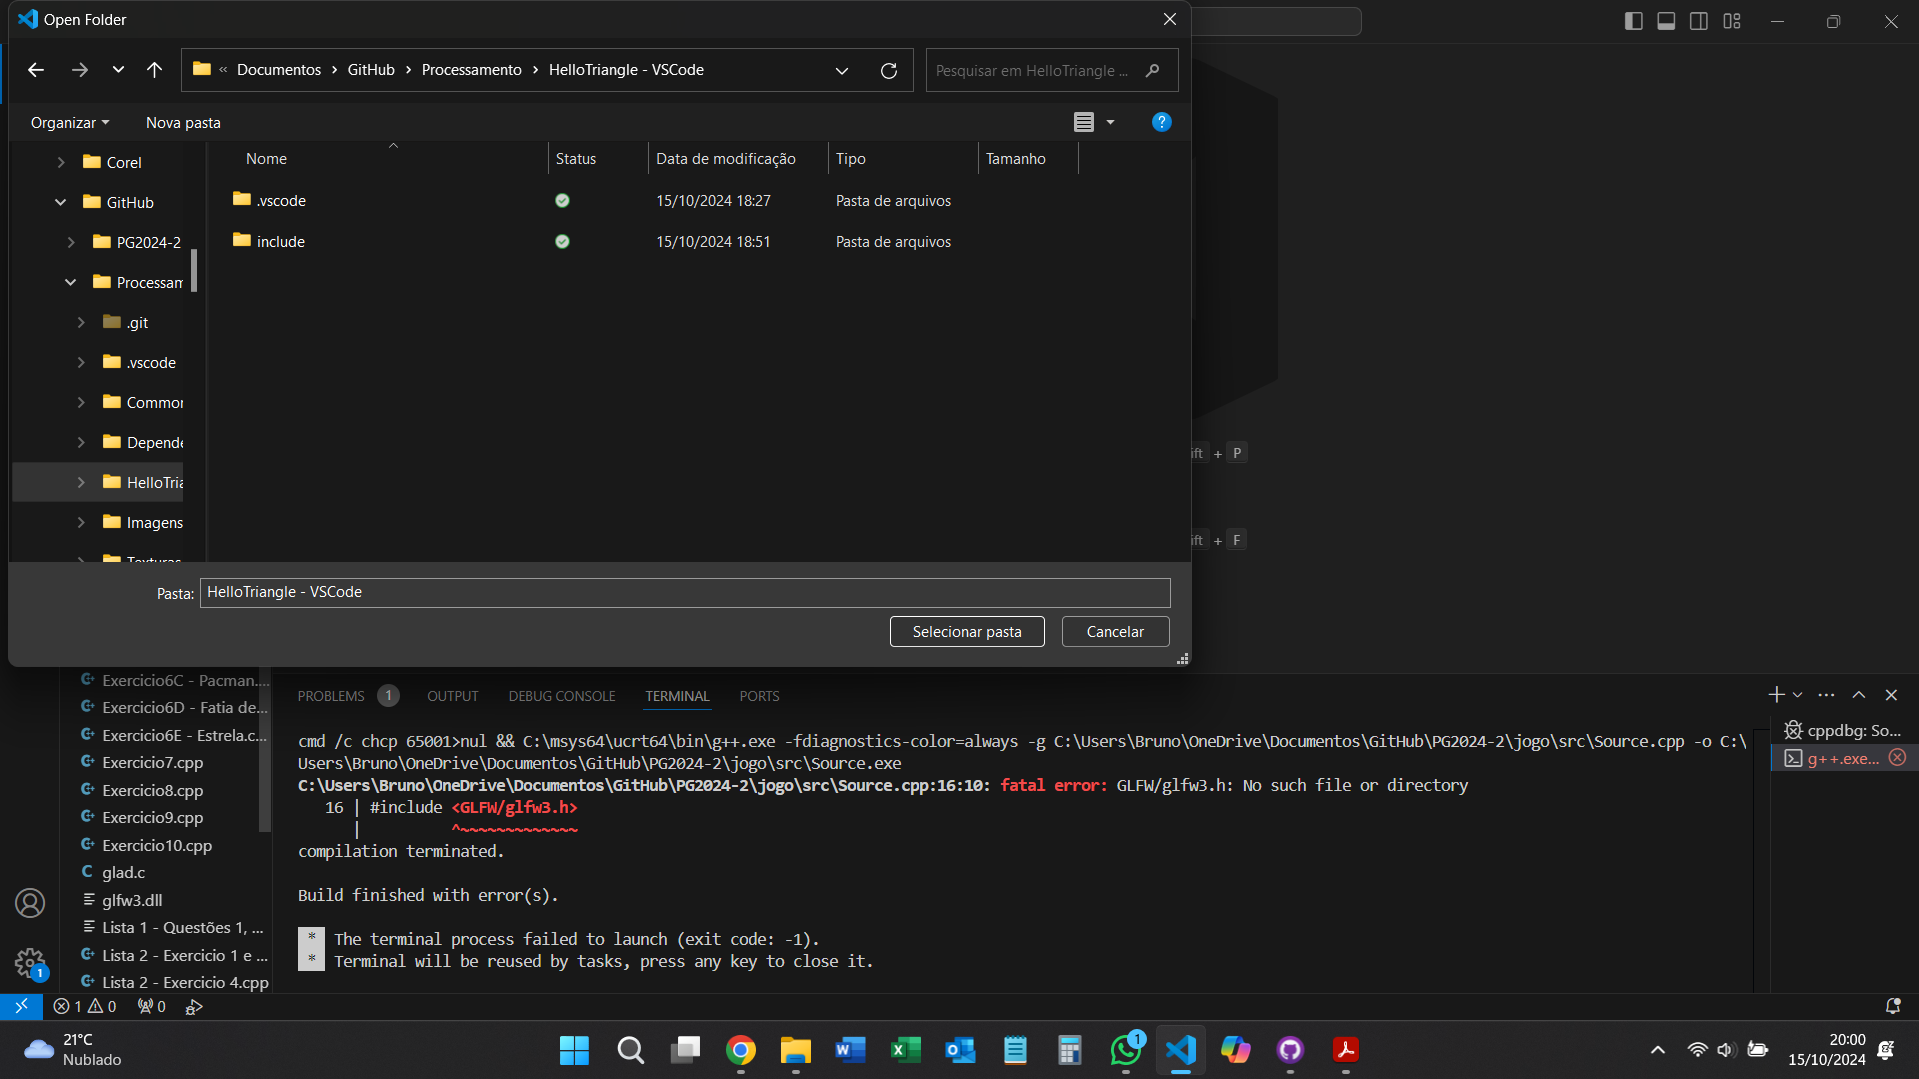 Open Folder
« Documentos › GitHub › Processamento › HelloTriangle - VSCode
Pesquisar em HelloTriangle ...
Organizar
Nova pasta
Nome
Status
Data de modificação
Tipo
Tamanho
.vscode
15/10/2024 18:27
Pasta de arquivos
include
15/10/2024 18:51
Pasta de arquivos
Corel
GitHub
PG2024-2
Processam
.git
.vscode
Common
Depende
HelloTria
Imagens
Texturas
Pasta:
HelloTriangle - VSCode
Selecionar pasta
Cancelar
ift + P
ift + F
Exercicio6C - Pacman....
Exercicio6D - Fatia de...
Exercicio6E - Estrela.c...
Exercicio7.cpp
Exercicio8.cpp
Exercicio9.cpp
Exercicio10.cpp
glad.c
glfw3.dll
Lista 1 - Questões 1, ...
Lista 2 - Exercicio 1 e ...
Lista 2 - Exercicio 4.cpp
PROBLEMS 1 OUTPUT DEBUG CONSOLE TERMINAL PORTS
cmd /c chcp 65001>nul && C:\msys64\ucrt64\bin\g++.exe -fdiagnostics-color=always -g C:\Users\Bruno\OneDrive\Documentos\GitHub\PG2024-2\jogo\src\Source.cpp -o C:\
Users\Bruno\OneDrive\Documentos\GitHub\PG2024-2\jogo\src\Source.exe
C:\Users\Bruno\OneDrive\Documentos\GitHub\PG2024-2\jogo\src\Source.cpp:16:10: fatal error: GLFW/glfw3.h: No such file or directory
16 | #include <GLFW/glfw3.h>
| ^~~~~~~~~~~~~~
compilation terminated.
Build finished with error(s).
* The terminal process failed to launch (exit code: -1).
* Terminal will be reused by tasks, press any key to close it.
cppdbg: So...
g++.exe...
1
1 0 0
21°C
Nublado
1
20:00
15/10/2024